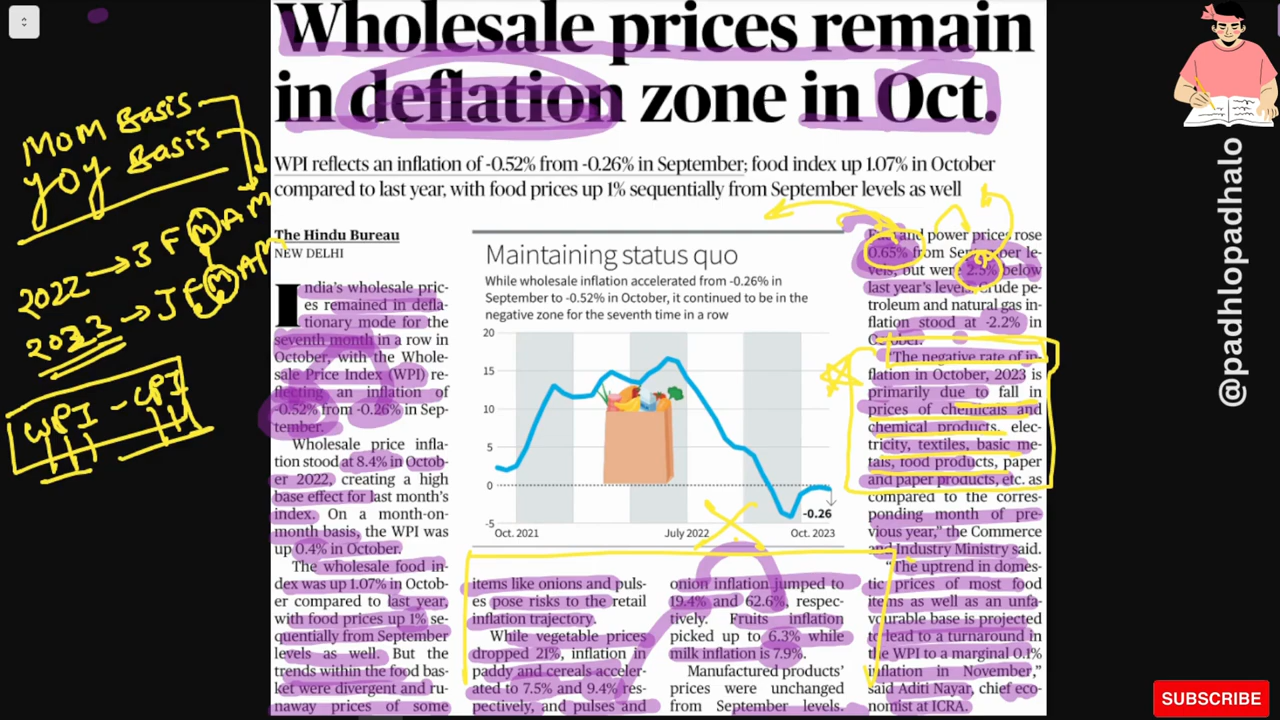 Wholesale prices remain
in deflation zone in Oct.
WPI reflects an inflation of -0.52% from -0.26% in September; food index up 1.07% in October
compared to last year, with food prices up 1% sequentially from September levels as well
MoM Basis
YoY Basis
2022 → J F M A M
2023 → J F M A M
WPI - CPI
The Hindu Bureau
NEW DELHI
India's wholesale pric-
es remained in defla-
tionary mode for the
seventh month in a row in
October, with the Whole-
sale Price Index (WPI) re-
flecting an inflation of
-0.52% from -0.26% in Sep-
tember.
Wholesale price infla-
tion stood at 8.4% in Octob-
er 2022, creating a high
base effect for last month's
index. On a month-on-
month basis, the WPI was
up 0.4% in October.
The wholesale food in-
dex was up 1.07% in Octob-
er compared to last year,
with food prices up 1% se-
quentially from September
levels as well. But the
trends within the food bas-
ket were divergent and ru-
naway prices of some
Maintaining status quo
While wholesale inflation accelerated from -0.26% in
September to -0.52% in October, it continued to be in the
negative zone for the seventh time in a row
20
15
10
5
0
-5
-0.26
Oct. 2021
July 2022
Oct. 2023
items like onions and puls-
es pose risks to the retail
inflation trajectory.
While vegetable prices
dropped 21%, inflation in
paddy and cereals acceler-
ated to 7.5% and 9.4% res-
pectively, and pulses and
onion inflation jumped to
19.4% and 62.6%, respec-
tively. Fruits inflation
picked up to 6.3% while
milk inflation is 7.9%.
Manufactured products'
prices were unchanged
from September levels.
and power prices rose
0.65% from September le-
vels, but were 2.5% below
last year's levels, crude pe-
troleum and natural gas in-
flation stood at -2.2% in
October.
"The negative rate of in-
flation in October, 2023 is
primarily due to fall in
prices of chemicals and
chemical products, elec-
tricity, textiles, basic me-
tals, food products, paper
and paper products, etc. as
compared to the corres-
ponding month of pre-
vious year," the Commerce
and Industry Ministry said.
"The uptrend in domes-
tic prices of most food
items as well as an unfa-
vourable base is projected
to lead to a turnaround in
the WPI to a marginal 0.1%
inflation in November,"
said Aditi Nayar, chief eco-
nomist at ICRA.
@padhlopadhalo
SUBSCRIBE